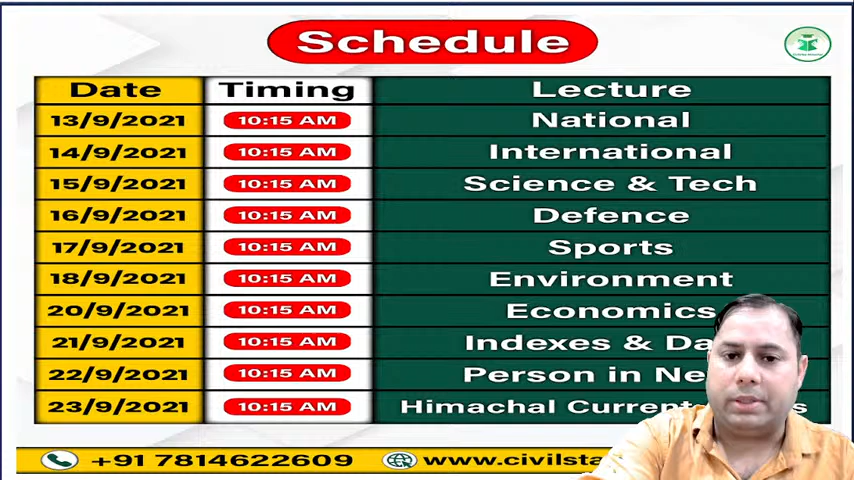 Schedule
Date Timing Lecture
13/9/2021 10:15 AM National
14/9/2021 10:15 AM International
15/9/2021 10:15 AM Science & Tech
16/9/2021 10:15 AM Defence
17/9/2021 10:15 AM Sports
18/9/2021 10:15 AM Environment
20/9/2021 10:15 AM Economics
21/9/2021 10:15 AM Indexes &
22/9/2021 10:15 AM Person in
23/9/2021 10:15 AM Himachal Current
+91 7814622609